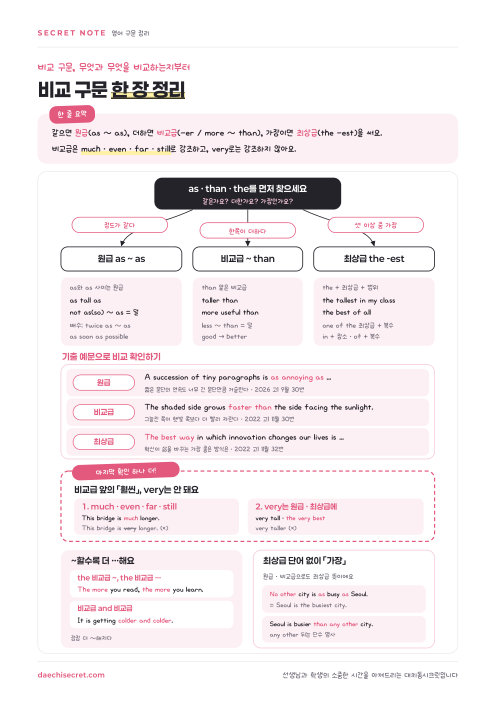 SECRET NOTE 영어 구문 정리
비교 구문, 무엇과 무엇을 비교하는지부터
비교 구문 한 장 정리
한 줄 요약
같으면 원급(as ~ as), 더하면 비교급(-er / more ~ than), 가장이면 최상급(the -est)을 써요.
비교급은 much · even · far · still로 강조하고, very로는 강조하지 않아요.
as · than · the를 먼저 찾으세요
같은가요? 더한가요? 가장인가요?
정도가 같다
한쪽이 더하다
셋 이상 중 가장
원급 as ~ as
비교급 ~ than
최상급 the -est
as와 as 사이는 원급
as tall as
not as(so) ~ as = 덜
배수: twice as ~ as
as soon as possible
than 앞은 비교급
taller than
more useful than
less ~ than = 덜
good → better
the + 최상급 + 범위
the tallest in my class
the best of all
one of the 최상급 + 복수
in + 장소 · of + 복수
기출 예문으로 비교 확인하기
원급
A succession of tiny paragraphs is as annoying as …
짧은 문단의 연속도 너무 긴 문단만큼 거슬린다 · 2026 고1 9월 30번
비교급
The shaded side grows faster than the side facing the sunlight.
그늘진 쪽이 햇빛 쪽보다 더 빨리 자란다 · 2022 고1 11월 30번
최상급
The best way in which innovation changes our lives is …
혁신이 삶을 바꾸는 가장 좋은 방식은 · 2022 고1 11월 32번
마지막 확인 하나 더!
비교급 앞의 「훨씬」, very는 안 돼요
1. much · even · far · still
This bridge is much longer.
This bridge is very longer. (×)
2. very는 원급 · 최상급에
very tall · the very best
very taller (×)
~할수록 더 …해요
the 비교급 ~, the 비교급 …
The more you read, the more you learn.
비교급 and 비교급
It is getting colder and colder.
점점 더 ~해지다
최상급 단어 없이 「가장」
원급 · 비교급으로도 최상급 뜻이에요
No other city is as busy as Seoul.
= Seoul is the busiest city.
Seoul is busier than any other city.
any other 뒤는 단수 명사
daechisecret.com
선생님과 학생의 소중한 시간을 아껴드리는 대치동시크릿입니다